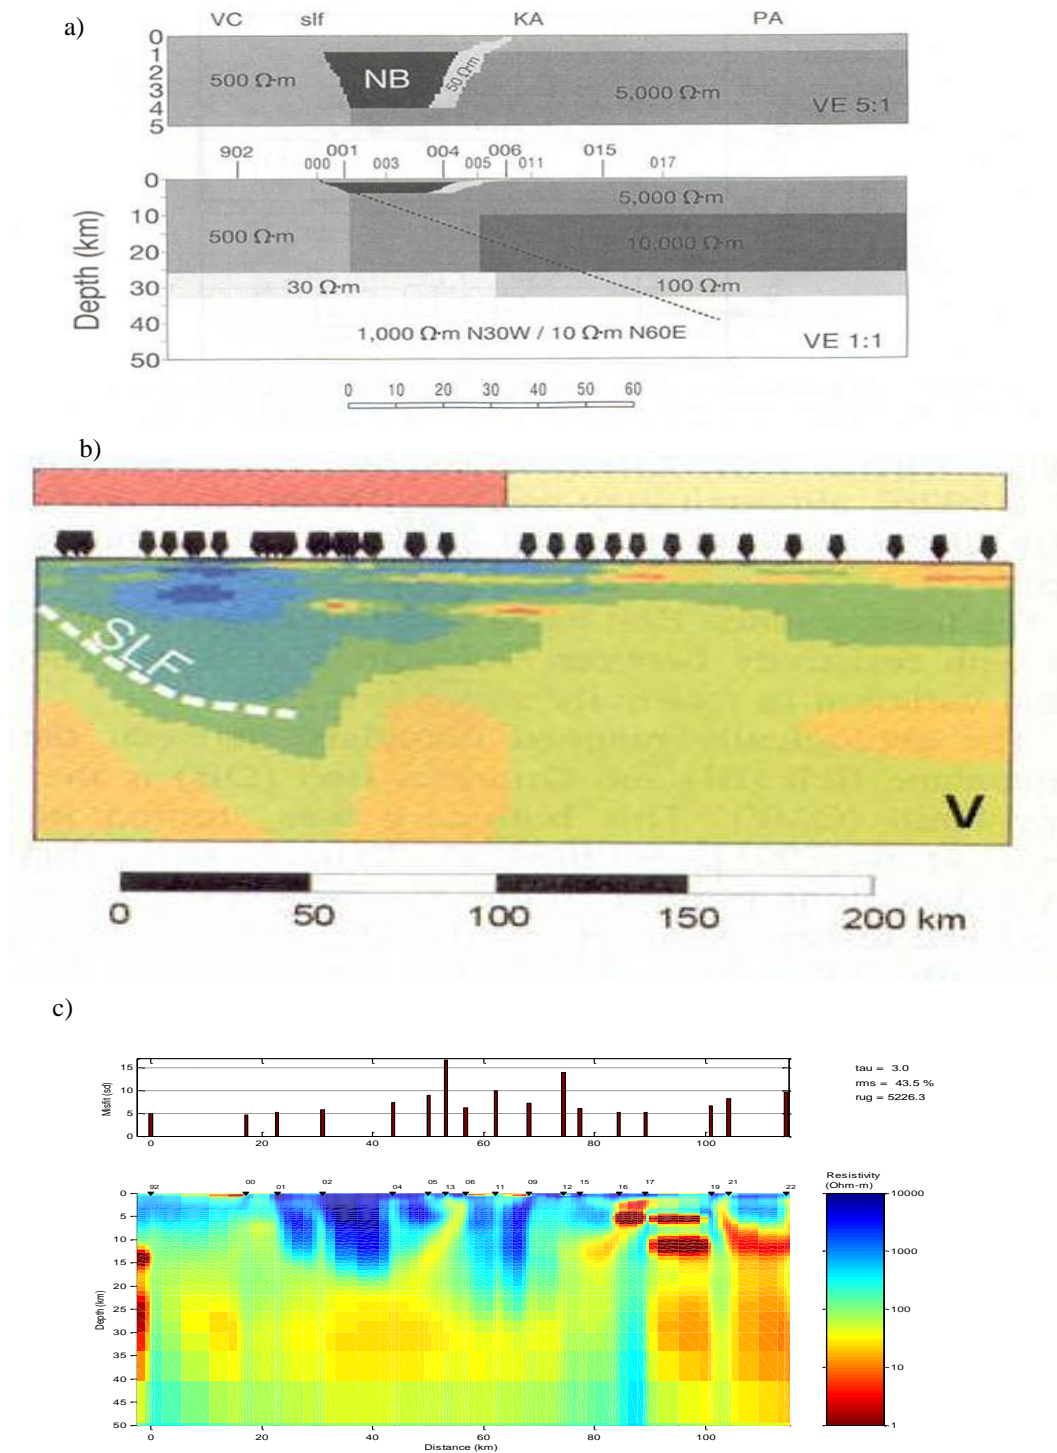 a)
VC slf KA PA
0
1
2
3
4
5
500 Ω·m
NB
50 Ω·m
5,000 Ω·m
VE 5:1
902 000 001 003 004 005 006 011 015 017
Depth (km)
0
10
20
30
40
50
5,000 Ω·m
500 Ω·m
10,000 Ω·m
30 Ω·m
100 Ω·m
1,000 Ω·m N30W / 10 Ω·m N60E
VE 1:1
0 10 20 30 40 50 60
b)
SLF
V
0 50 100 150 200 km
c)
Misfit (sd)
15
10
5
0
0 20 40 60 80 100
tau = 3.0
rms = 43.5 %
rug = 5226.3
92 00 01 02 04 05 13 06 11 09 12 15 16 17 19 21 22
Depth (km)
0
5
10
15
20
25
30
35
40
45
50
0 20 40 60 80 100
Distance (km)
Resistivity
(Ohm-m)
10000
1000
100
10
1